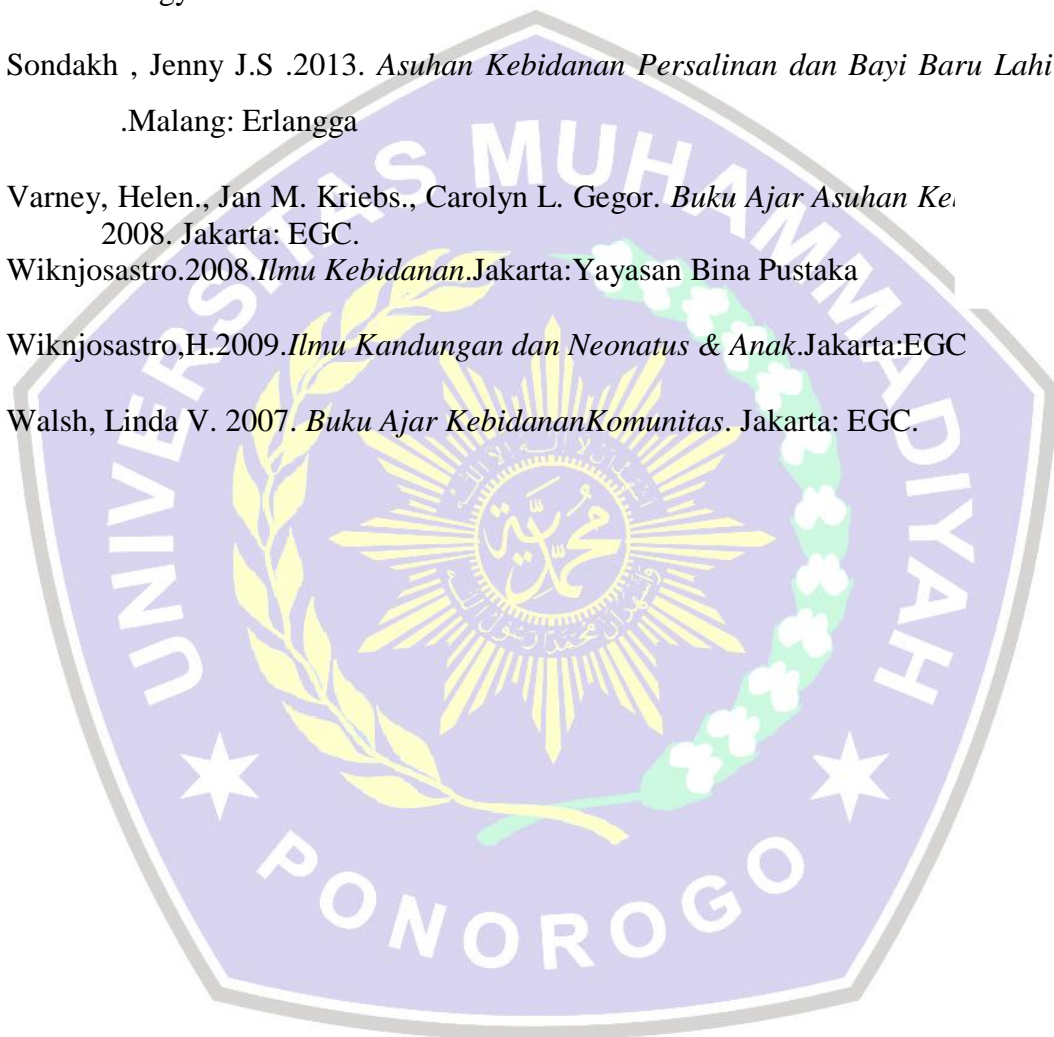 Sondakh , Jenny J.S .2013. Asuhan Kebidanan Persalinan dan Bayi Baru Lahi
.Malang: Erlangga
Varney, Helen., Jan M. Kriebs., Carolyn L. Gegor. Buku Ajar Asuhan
2008. Jakarta: EGC.
Wiknjosastro.2008.Ilmu Kebidanan.Jakarta:Yayasan Bina Pustaka
Wiknjosastro,H.2009.Ilmu Kandungan dan Neonatus & Anak.Jakarta:EGC
Walsh, Linda V. 2007. Buku Ajar KebidananKomunitas. Jakarta: EGC.
UNIVERSITAS MUHAMMADIYAH
PONOROGO
محمدية